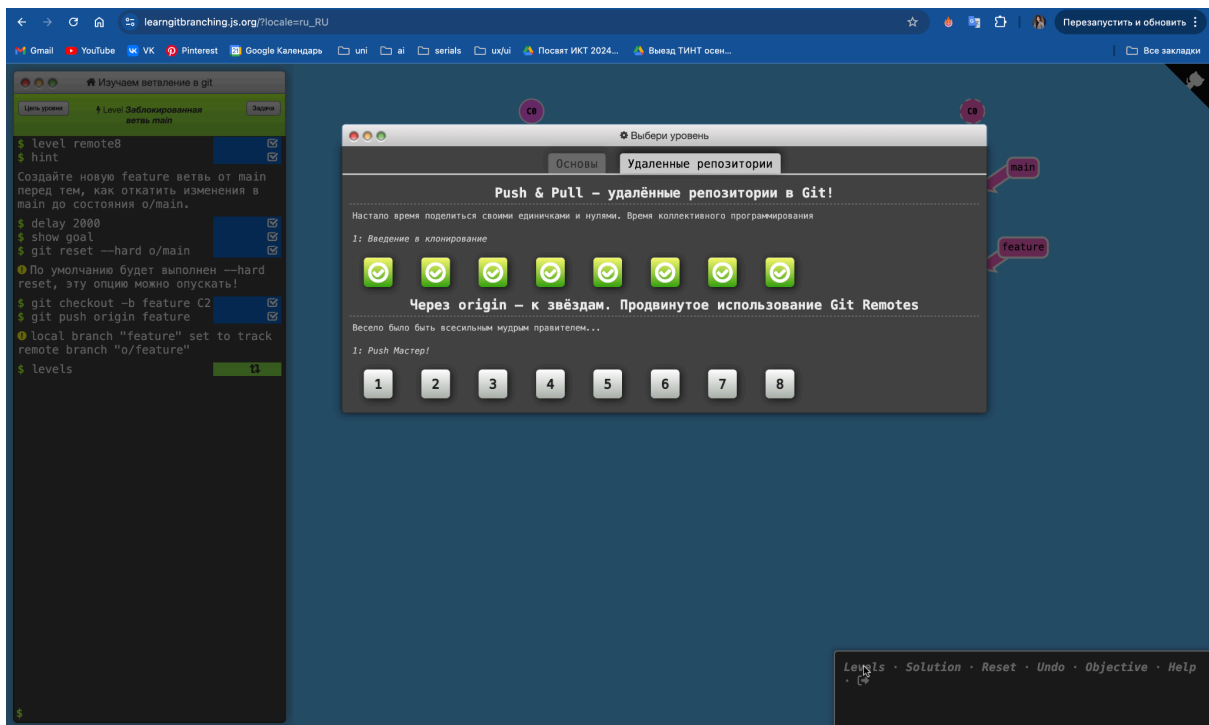 learngitbranching.js.org/?locale=ru_RU
Перезапустить и обновить
Gmail YouTube VK Pinterest Google Календарь uni ai serials ux/ui Посвят ИКТ 2024... Выезд ТИНТ осен... Все закладки
Изучаем ветвление в git
Цель уровня
Level Заблокированная
ветвь main
Задача
$ level remote8
$ hint
Создайте новую feature ветвь от main
перед тем, как откатить изменения в
main до состояния o/main.
$ delay 2000
$ show goal
$ git reset --hard o/main
По умолчанию будет выполнен --hard
reset, эту опцию можно опускать!
$ git checkout -b feature C2
$ git push origin feature
local branch "feature" set to track
remote branch "o/feature"
$ levels
$
C0
C0
main
feature
Выбери уровень
Основы Удаленные репозитории
Push & Pull – удалённые репозитории в Git!
Настало время поделиться своими единичками и нулями. Время коллективного программирования
1: Введение в клонирование
Через origin – к звёздам. Продвинутое использование Git Remotes
Весело было быть всесильным мудрым правителем...
1: Push Мастер!
1 2 3 4 5 6 7 8
Levels · Solution · Reset · Undo · Objective · Help
·